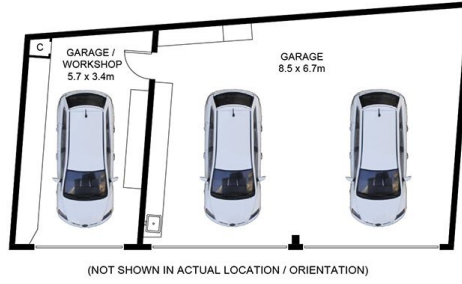 C
GARAGE /
WORKSHOP
5.7 x 3.4m
GARAGE
8.5 x 6.7m
(NOT SHOWN IN ACTUAL LOCATION / ORIENTATION)